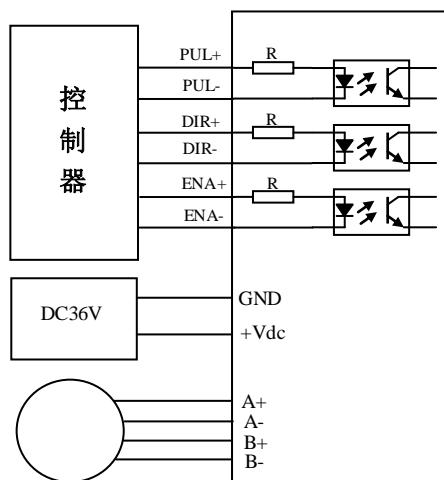 控
制
器
PUL+
R
PUL-
DIR+
R
DIR-
ENA+
R
ENA-
DC36V
GND
+Vdc
A+
A-
B+
B-